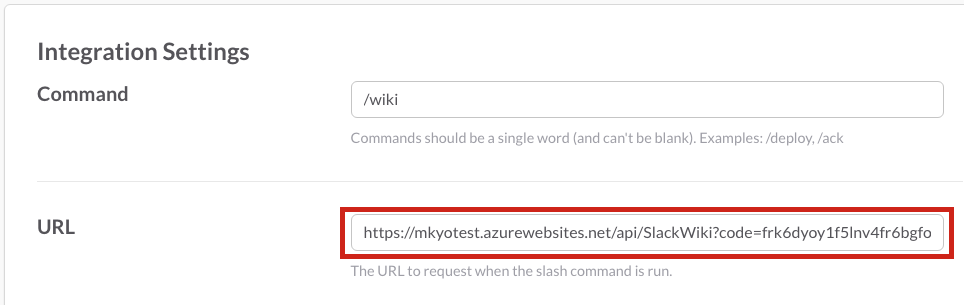 Integration Settings
Command
/wiki
Commands should be a single word (and can't be blank). Examples: /deploy, /ack
URL
https://mkyotest.azurewebsites.net/api/SlackWiki?code=frk6dyoy1f5lnv4fr6bgfo
The URL to request when the slash command is run.